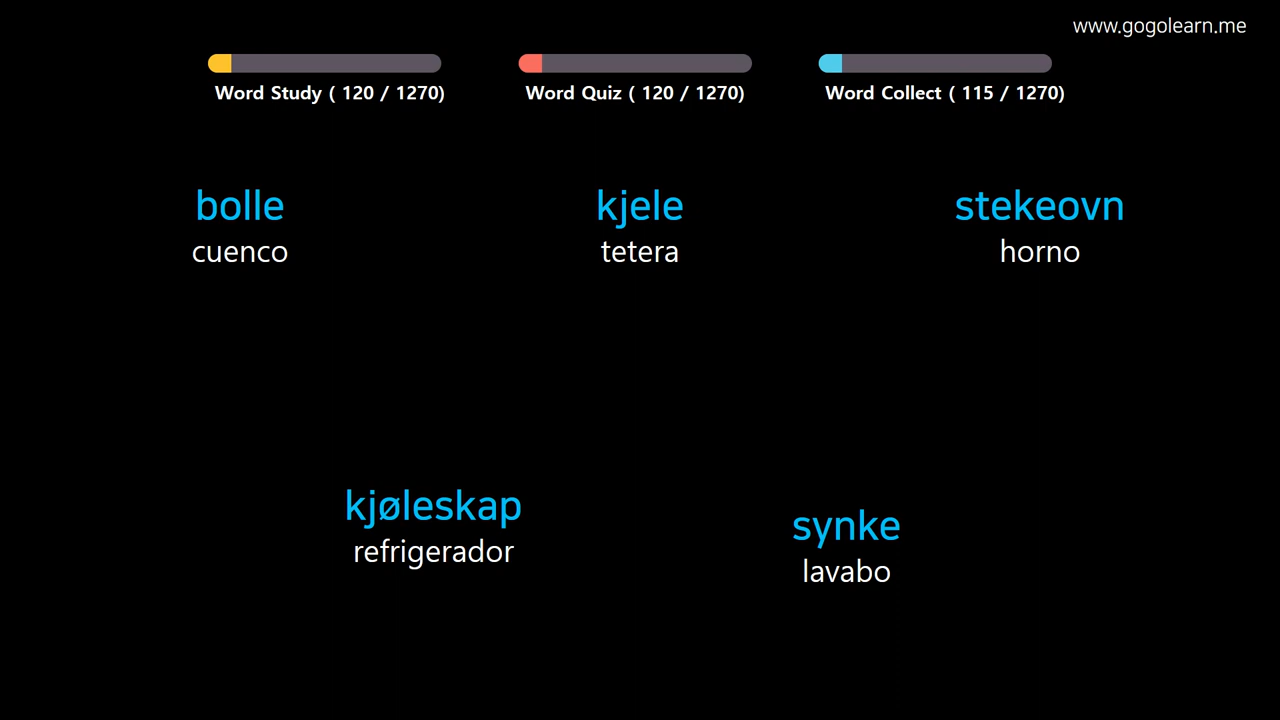 www.gogolearn.me
Word Study ( 120 / 1270)
Word Quiz ( 120 / 1270)
Word Collect ( 115 / 1270)
bolle
cuenco
kjele
tetera
stekeovn
horno
kjøleskap
refrigerador
synke
lavabo